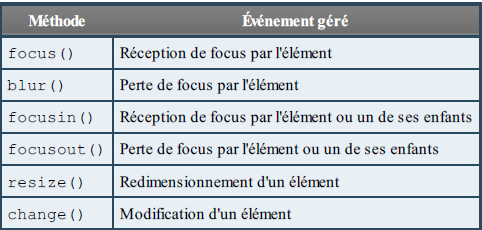 Méthode Événement géré
focus() Réception de focus par l'élément
blur() Perte de focus par l'élément
focusin() Réception de focus par l'élément ou un de ses enfants
focusout() Perte de focus par l'élément ou un de ses enfants
resize() Redimensionnement d'un élément
change() Modification d'un élément